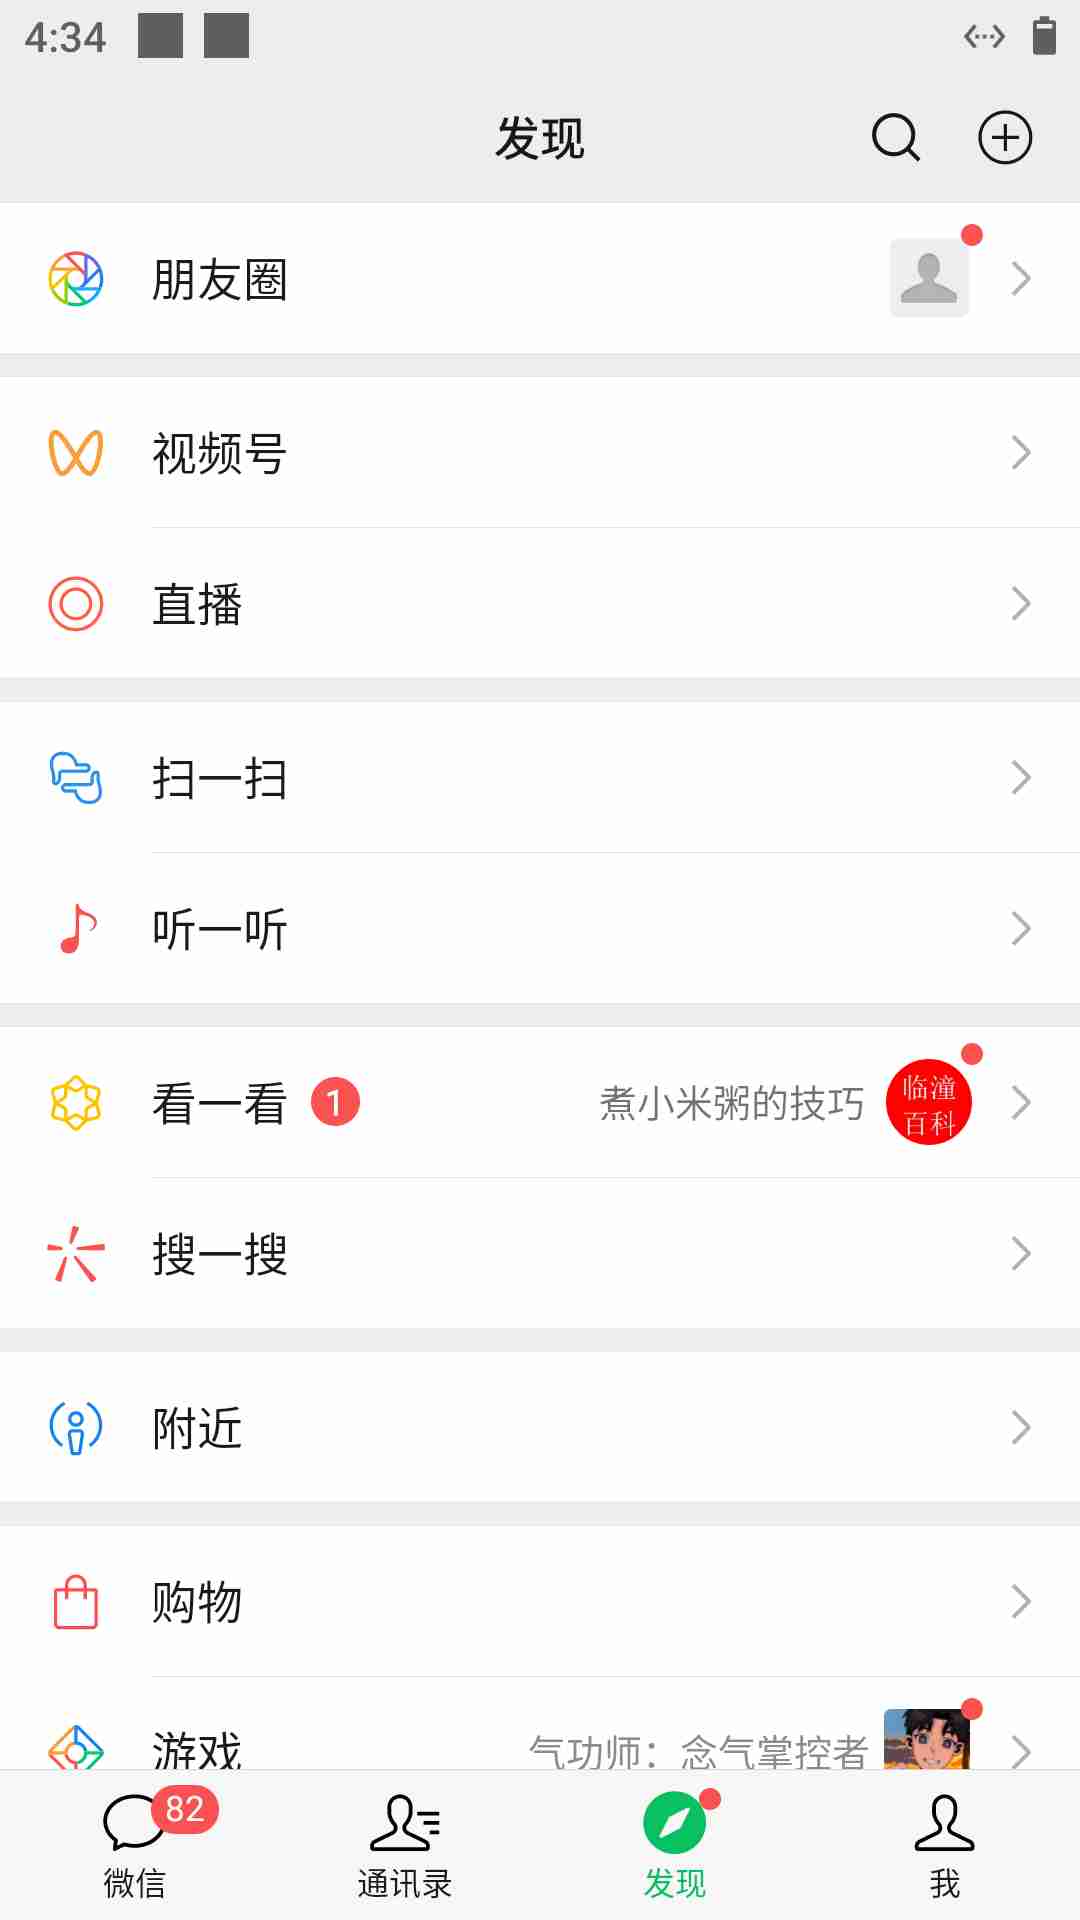 4:34
发现
朋友圈
视频号
直播
扫一扫
听一听
看一看 1 煮小米粥的技巧 临潼
百科
搜一搜
附近
购物
游戏 气功师：念气掌控者
82
微信 通讯录 发现 我